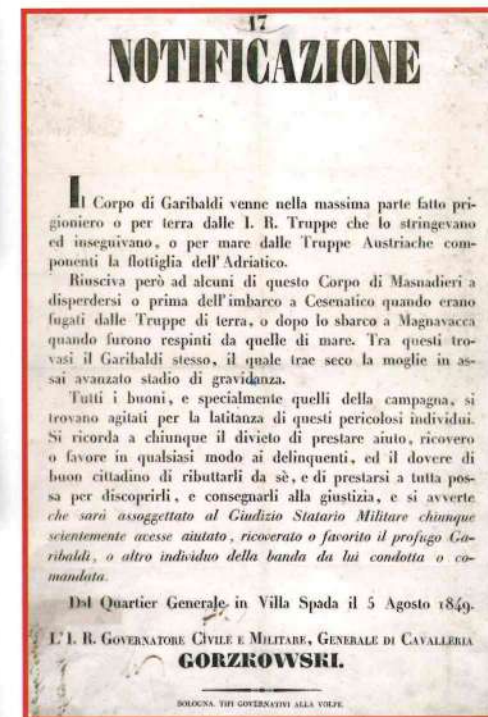 17
NOTIFICAZIONE
Il Corpo di Garibaldi venne nella massima parte fatto pri-
gioniero o per terra dalle I. R. Truppe che lo stringevano
ed inseguivano, o per mare dalle Truppe Austriache com-
ponenti la flottiglia dell'Adriatico.
Riusciva però ad alcuni di questo Corpo di Masnadieri a
disperdersi o prima dell'imbarco a Cesenatico quando erano
fugati dalle Truppe di terra, o dopo lo sbarco a Magnavacca
quando furono respinti da quelle di mare. Tra questi tro-
vasi il Garibaldi stesso, il quale trae seco la moglie in as-
sai avanzato stadio di gravidanza.
Tutti i buoni, e specialmente quelli della campagna, si
trovano agitati per la latitanza di questi pericolosi individui.
Si ricorda a chiunque il divieto di prestare aiuto, ricovero
o favore in qualsiasi modo ai delinquenti, ed il dovere di
buon cittadino di ributtarli da sè, e di prestarsi a tutta pos-
sa per discoprirli, e consegnarli alla giustizia, e si avverte
che sarà assoggettato al Giudizio Statario Militare chiunque
scientemente avesse aiutato, ricoverato o favorito il profugo Ga-
ribaldi, o altro individuo della banda da lui condotta o co-
mandata.
Dal Quartier Generale in Villa Spada il 5 Agosto 1849.
L'I. R. GOVERNATORE CIVILE E MILITARE, GENERALE DI CAVALLERIA
GORZKOWSKI.
BOLOGNA. TIPI GOVERNATIVI ALLA VOLPE